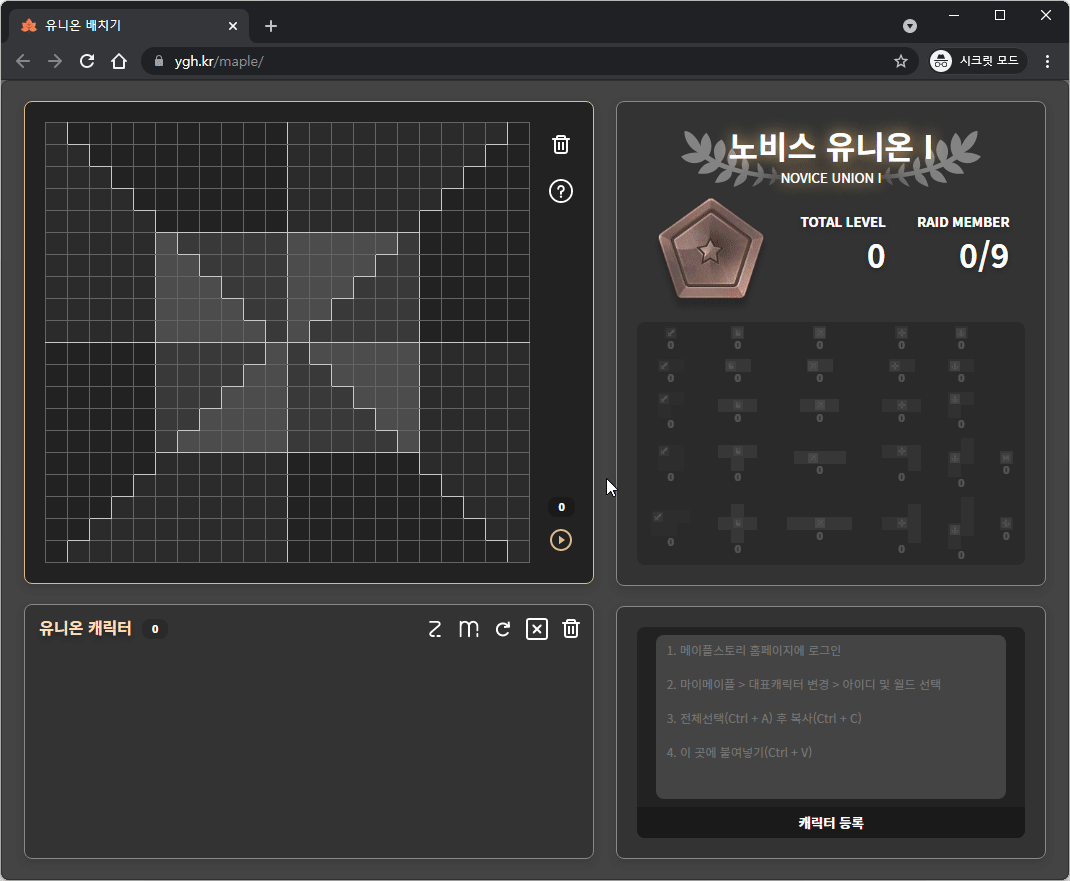 유니온 배치기
ygh.kr/maple/
시크릿 모드
노비스 유니온 I
NOVICE UNION I
TOTAL LEVEL
RAID MEMBER
0
0/9
0 0 0 0 0
0 0 0 0 0
0 0 0 0 0
0 0 0 0 0 0
0 0 0 0 0 0
0
유니온 캐릭터 0
1. 메이플스토리 홈페이지에 로그인
2. 마이메이플 > 대표캐릭터 변경 > 아이디 및 월드 선택
3. 전체선택(Ctrl + A) 후 복사(Ctrl + C)
4. 이 곳에 붙여넣기(Ctrl + V)
캐릭터 등록